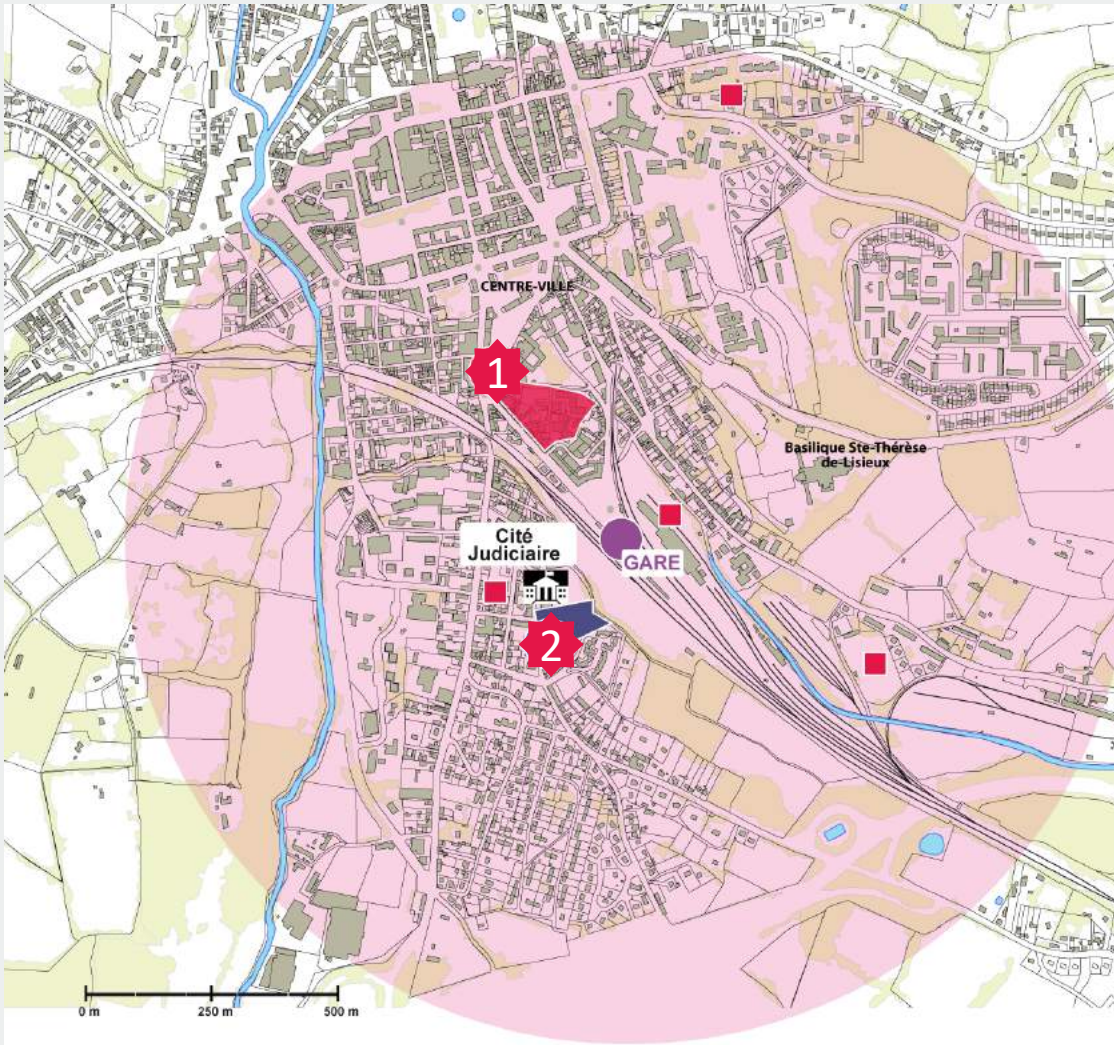 CENTRE-VILLE
1
Basilique Ste-Thérèse
de-Lisieux
Cité
Judiciaire
GARE
2
0 m
250 m
500 m